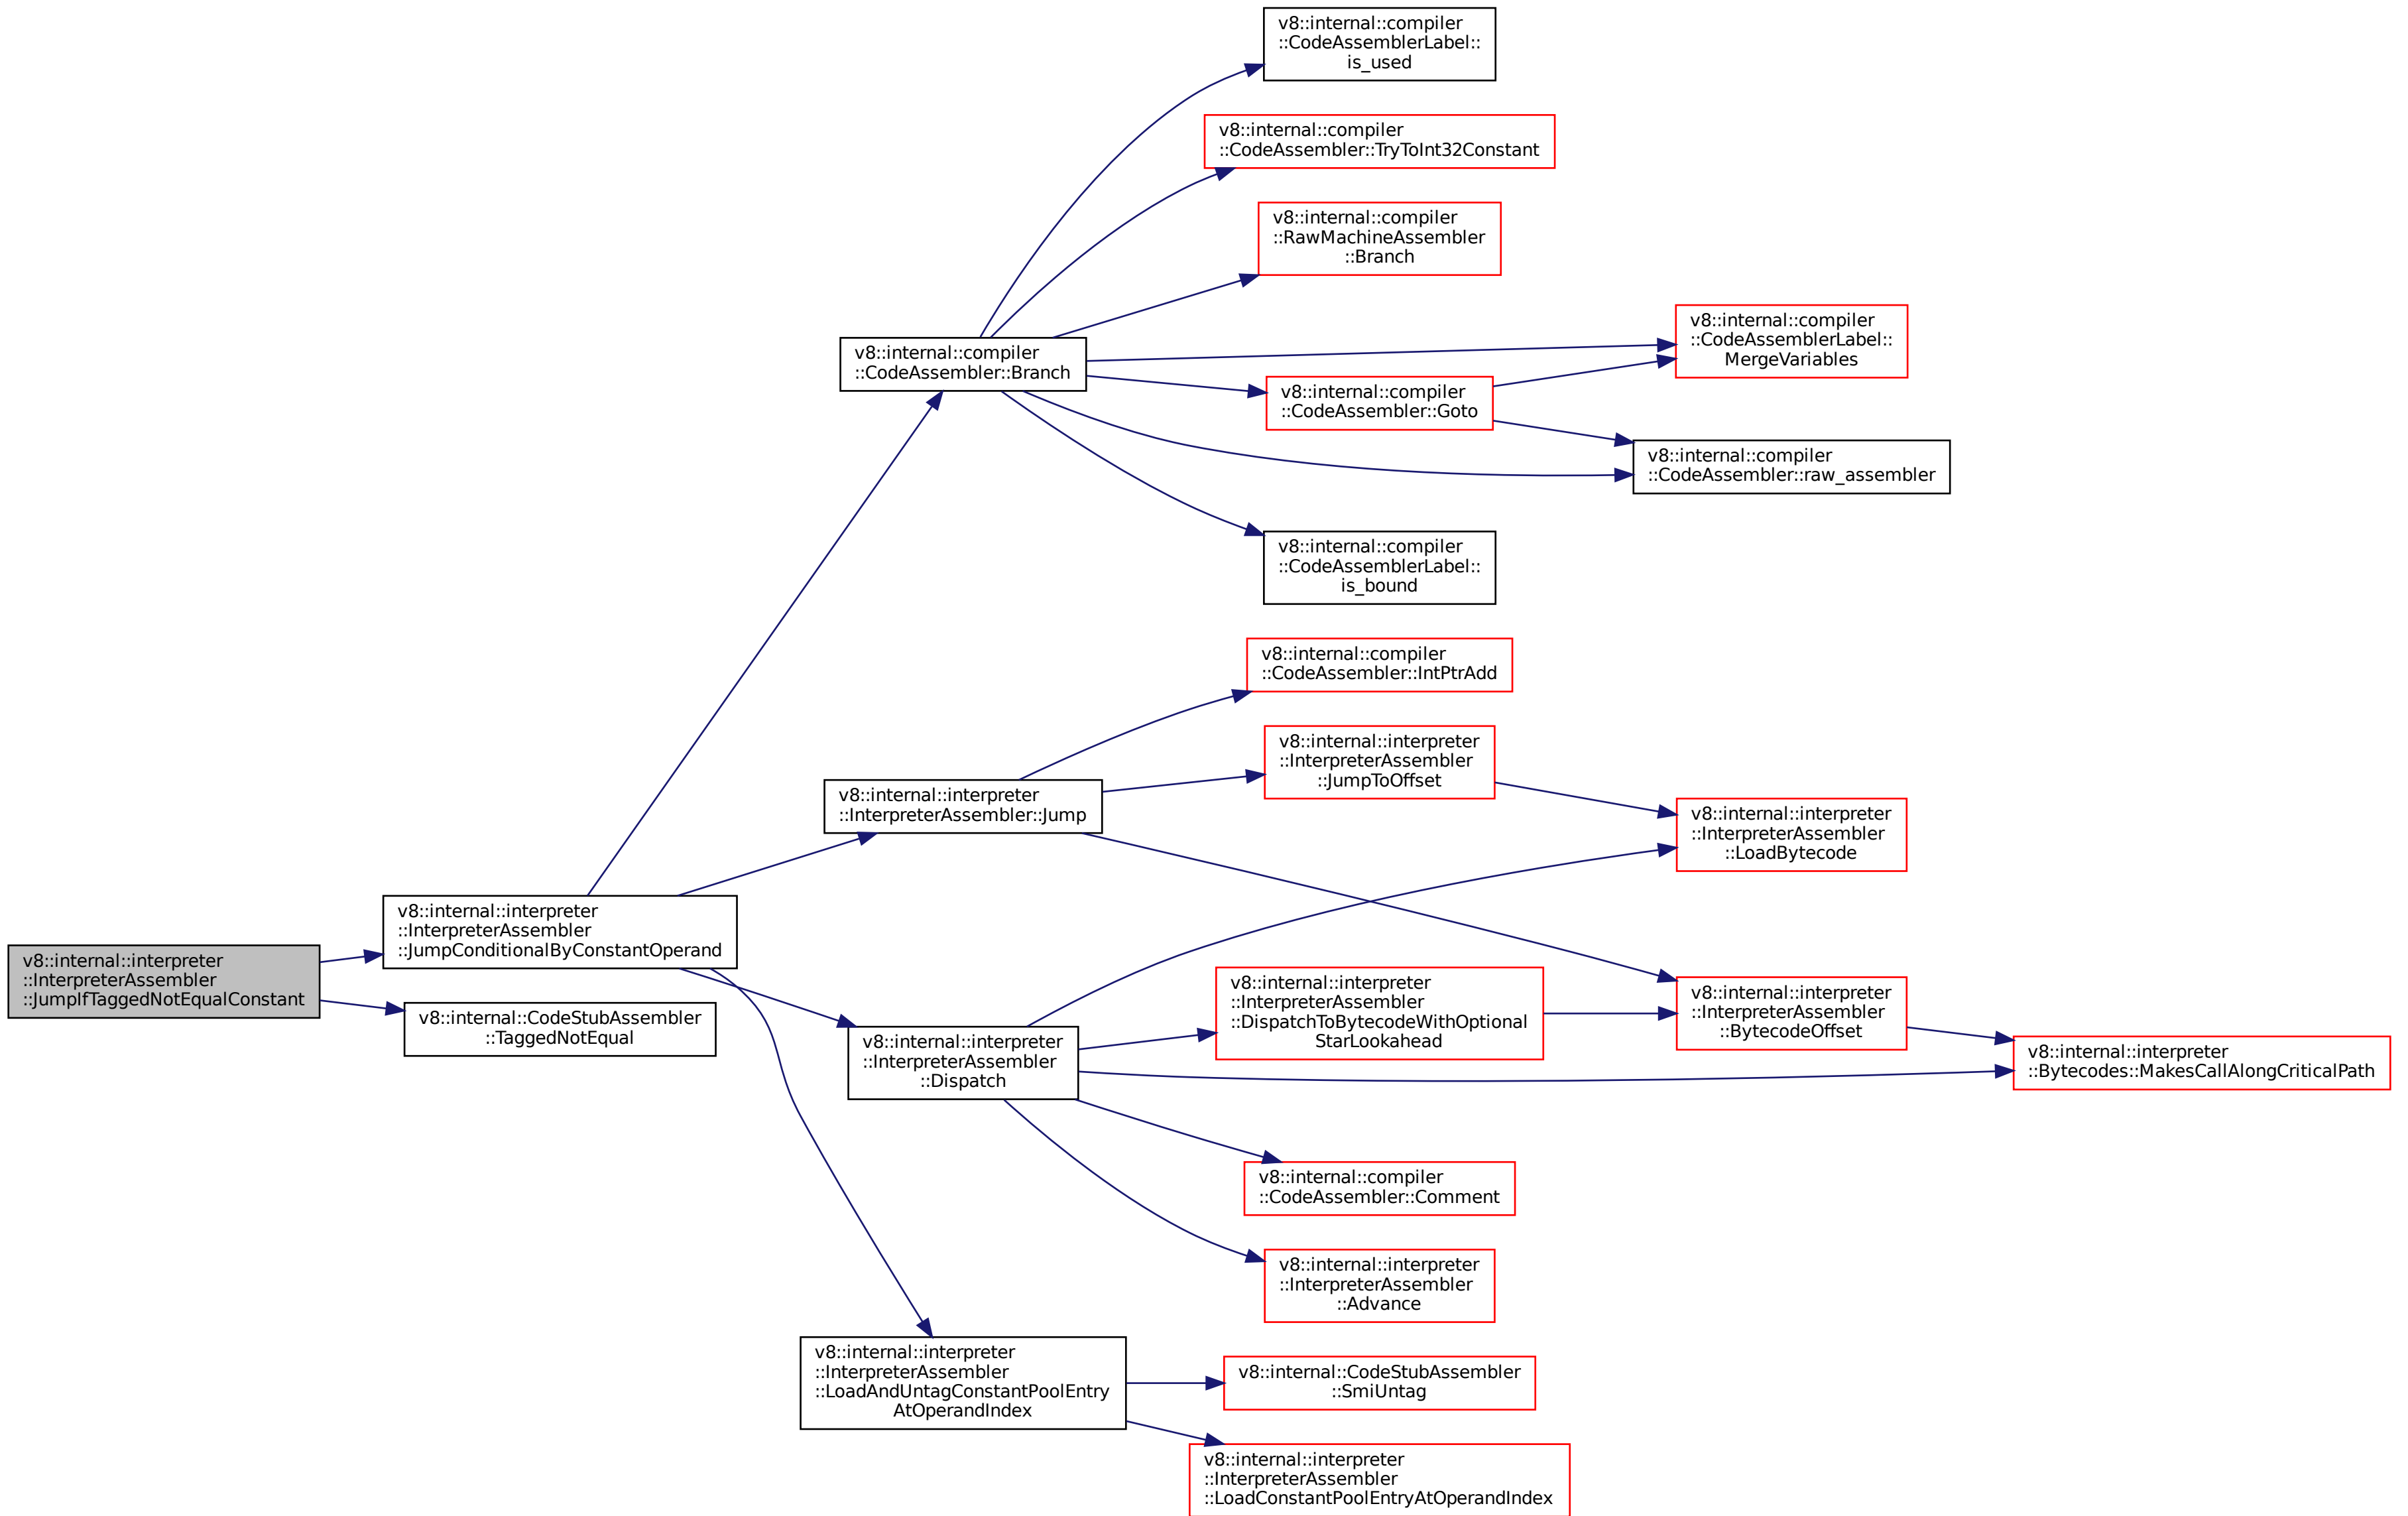 v8::internal::compiler
::CodeAssemblerLabel::
is_used
v8::internal::compiler
::CodeAssembler::TryToInt32Constant
v8::internal::compiler
::RawMachineAssembler
::Branch
v8::internal::compiler
::CodeAssemblerLabel::
MergeVariables
v8::internal::compiler
::CodeAssembler::Branch
v8::internal::compiler
::CodeAssembler::Goto
v8::internal::compiler
::CodeAssembler::raw_assembler
v8::internal::compiler
::CodeAssemblerLabel::
is_bound
v8::internal::compiler
::CodeAssembler::IntPtrAdd
v8::internal::interpreter
::InterpreterAssembler
::JumpToOffset
v8::internal::interpreter
::InterpreterAssembler::Jump
v8::internal::interpreter
::InterpreterAssembler
::LoadBytecode
v8::internal::interpreter
::InterpreterAssembler
::JumpConditionalByConstantOperand
v8::internal::interpreter
::InterpreterAssembler
::JumpIfTaggedNotEqualConstant
v8::internal::CodeStubAssembler
::TaggedNotEqual
v8::internal::interpreter
::InterpreterAssembler
::DispatchToBytecodeWithOptional
StarLookahead
v8::internal::interpreter
::InterpreterAssembler
::BytecodeOffset
v8::internal::interpreter
::InterpreterAssembler
::Dispatch
v8::internal::interpreter
::Bytecodes::MakesCallAlongCriticalPath
v8::internal::compiler
::CodeAssembler::Comment
v8::internal::interpreter
::InterpreterAssembler
::Advance
v8::internal::interpreter
::InterpreterAssembler
::LoadAndUntagConstantPoolEntry
AtOperandIndex
v8::internal::CodeStubAssembler
::SmiUntag
v8::internal::interpreter
::InterpreterAssembler
::LoadConstantPoolEntryAtOperandIndex